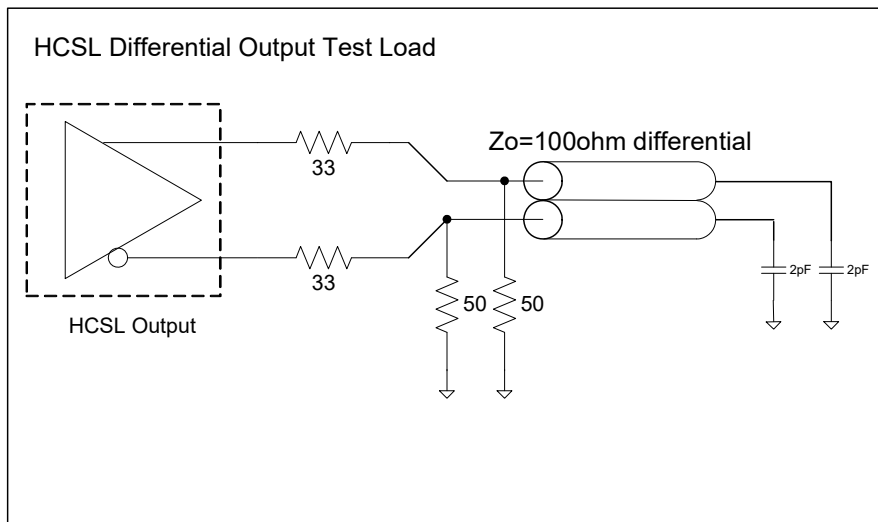 HCSL Differential Output Test Load
33
Zo=100ohm differential
33
HCSL Output
50
50
2pF
2pF